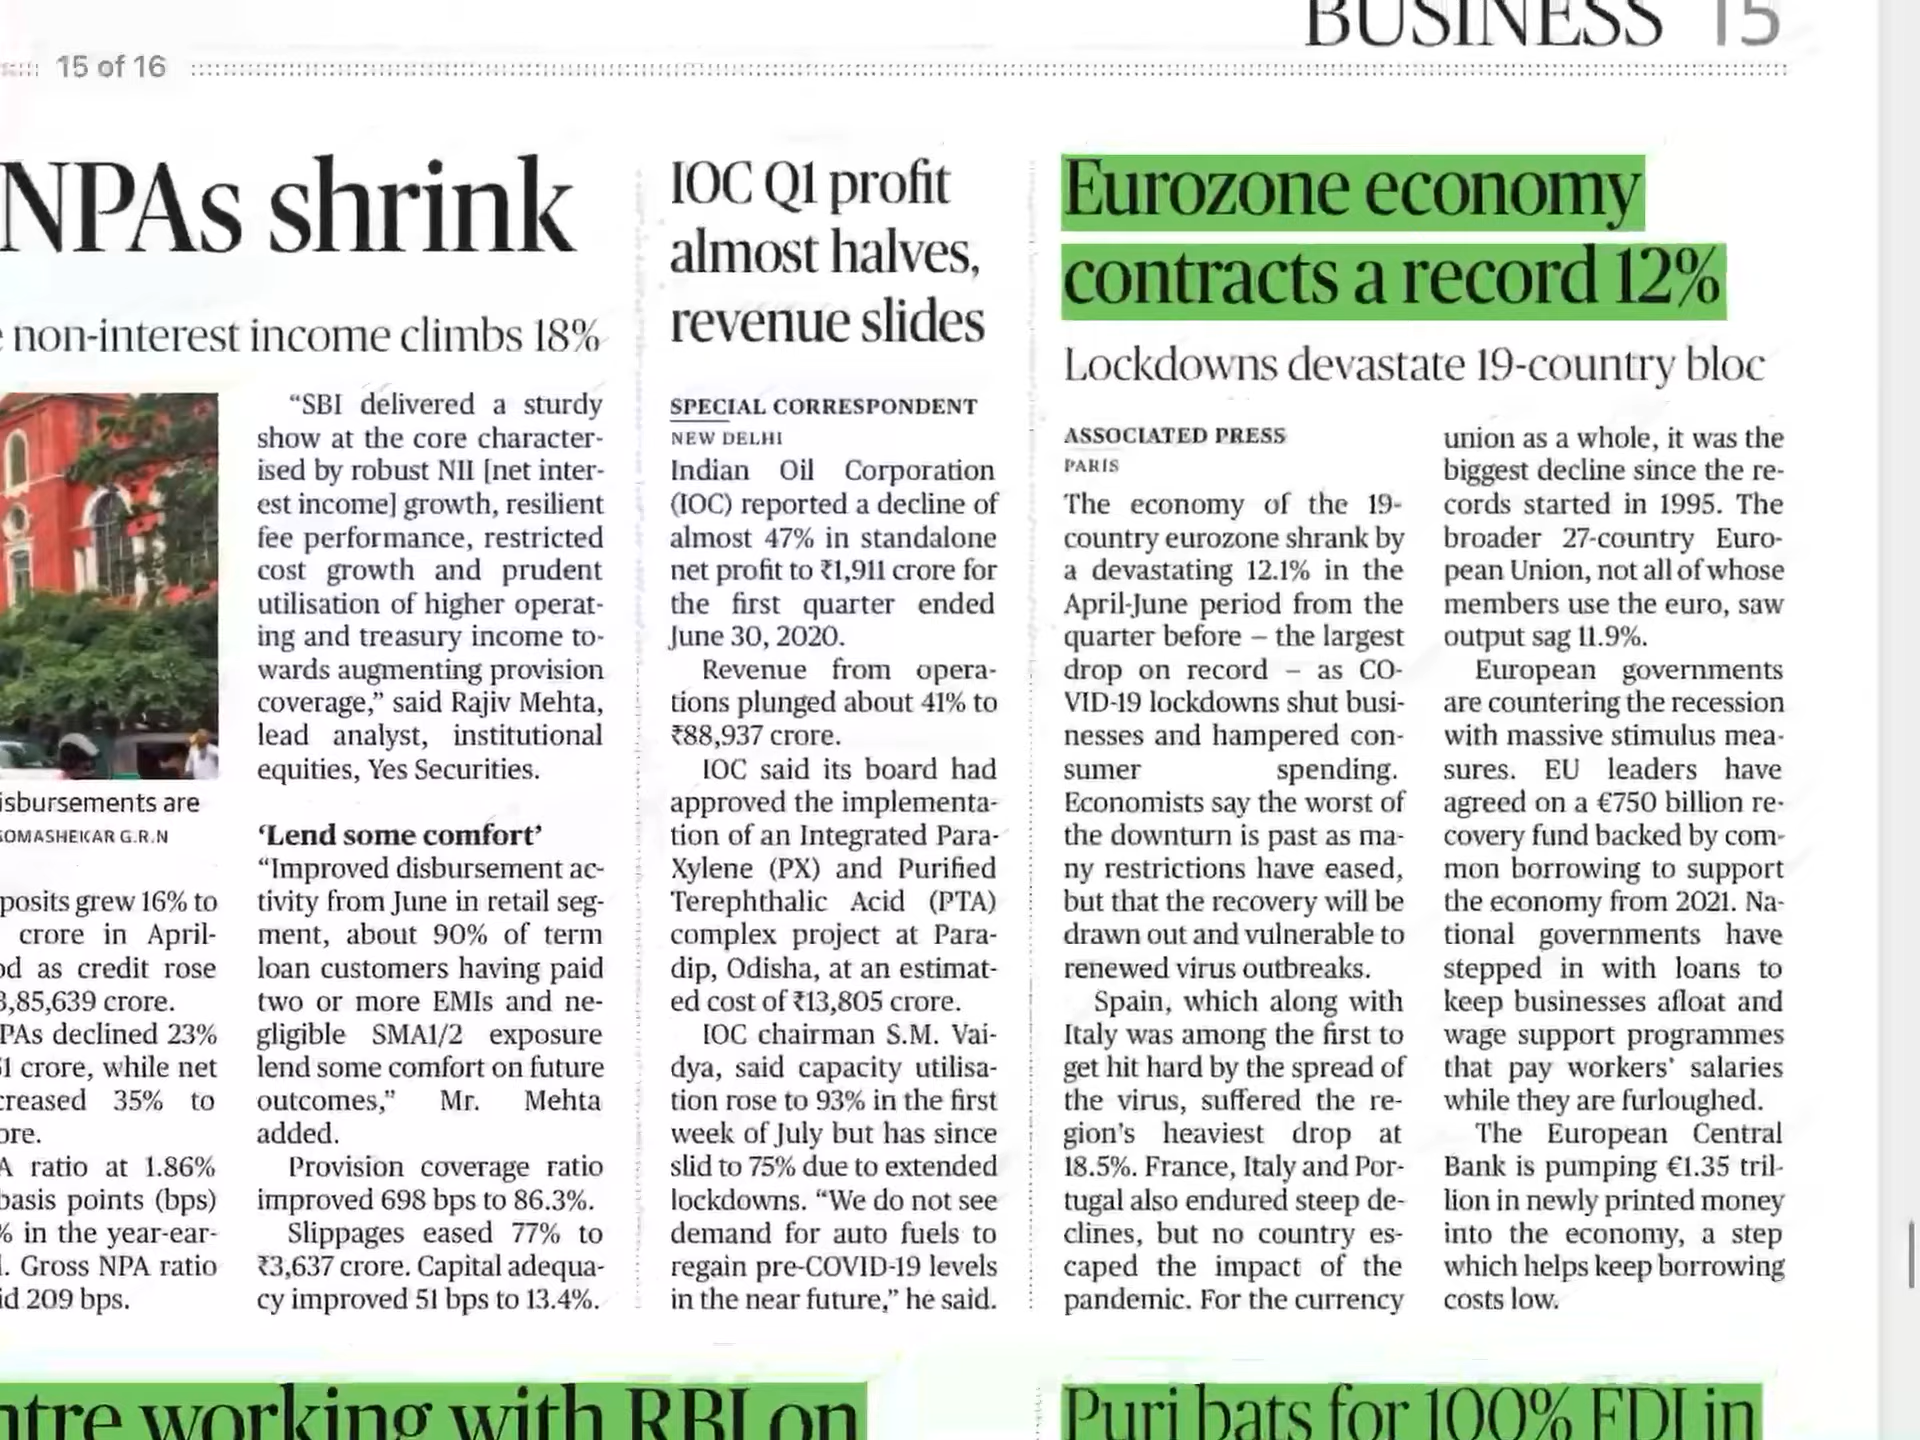 BUSINESS 15
15 of 16
NPAs shrink
non-interest income climbs 18%
isbursements are
SOMASHEKAR G.R.N
posits grew 16% to
crore in April-
od as credit rose
3,85,639 crore.
PAs declined 23%
1 crore, while net
creased 35% to
ore.
A ratio at 1.86%
basis points (bps)
% in the year-ear-
. Gross NPA ratio
id 209 bps.
“SBI delivered a sturdy
show at the core character-
ised by robust NII [net inter-
est income] growth, resilient
fee performance, restricted
cost growth and prudent
utilisation of higher operat-
ing and treasury income to-
wards augmenting provision
coverage,” said Rajiv Mehta,
lead analyst, institutional
equities, Yes Securities.
‘Lend some comfort’
“Improved disbursement ac-
tivity from June in retail seg-
ment, about 90% of term
loan customers having paid
two or more EMIs and ne-
gligible SMA1/2 exposure
lend some comfort on future
outcomes,” Mr. Mehta
added.
Provision coverage ratio
improved 698 bps to 86.3%.
Slippages eased 77% to
₹3,637 crore. Capital adequa-
cy improved 51 bps to 13.4%.
IOC Q1 profit
almost halves,
revenue slides
SPECIAL CORRESPONDENT
NEW DELHI
Indian Oil Corporation
(IOC) reported a decline of
almost 47% in standalone
net profit to ₹1,911 crore for
the first quarter ended
June 30, 2020.
Revenue from opera-
tions plunged about 41% to
₹88,937 crore.
IOC said its board had
approved the implementa-
tion of an Integrated Para-
Xylene (PX) and Purified
Terephthalic Acid (PTA)
complex project at Para-
dip, Odisha, at an estimat-
ed cost of ₹13,805 crore.
IOC chairman S.M. Vai-
dya, said capacity utilisa-
tion rose to 93% in the first
week of July but has since
slid to 75% due to extended
lockdowns. “We do not see
demand for auto fuels to
regain pre-COVID-19 levels
in the near future,” he said.
Eurozone economy
contracts a record 12%
Lockdowns devastate 19-country bloc
ASSOCIATED PRESS
PARIS
The economy of the 19-
country eurozone shrank by
a devastating 12.1% in the
April-June period from the
quarter before – the largest
drop on record – as CO-
VID-19 lockdowns shut busi-
nesses and hampered con-
sumer spending.
Economists say the worst of
the downturn is past as ma-
ny restrictions have eased,
but that the recovery will be
drawn out and vulnerable to
renewed virus outbreaks.
Spain, which along with
Italy was among the first to
get hit hard by the spread of
the virus, suffered the re-
gion’s heaviest drop at
18.5%. France, Italy and Por-
tugal also endured steep de-
clines, but no country es-
caped the impact of the
pandemic. For the currency
union as a whole, it was the
biggest decline since the re-
cords started in 1995. The
broader 27-country Euro-
pean Union, not all of whose
members use the euro, saw
output sag 11.9%.
European governments
are countering the recession
with massive stimulus mea-
sures. EU leaders have
agreed on a €750 billion re-
covery fund backed by com-
mon borrowing to support
the economy from 2021. Na-
tional governments have
stepped in with loans to
keep businesses afloat and
wage support programmes
that pay workers’ salaries
while they are furloughed.
The European Central
Bank is pumping €1.35 tril-
lion in newly printed money
into the economy, a step
which helps keep borrowing
costs low.
ntre working with RBI on
Puri bats for 100% FDI in